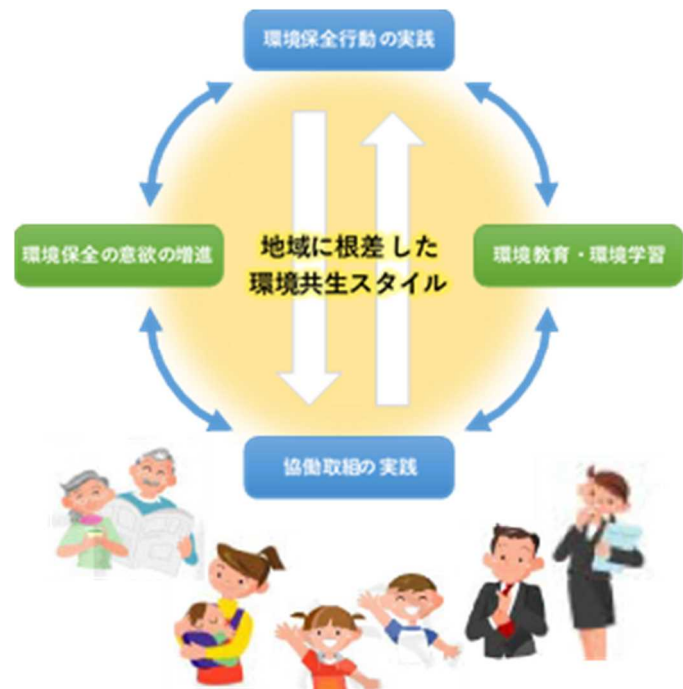 環境保全行動の実践
環境保全の意欲の増進
地域に根差した
環境共生スタイル
環境教育・環境学習
協働取組の実践